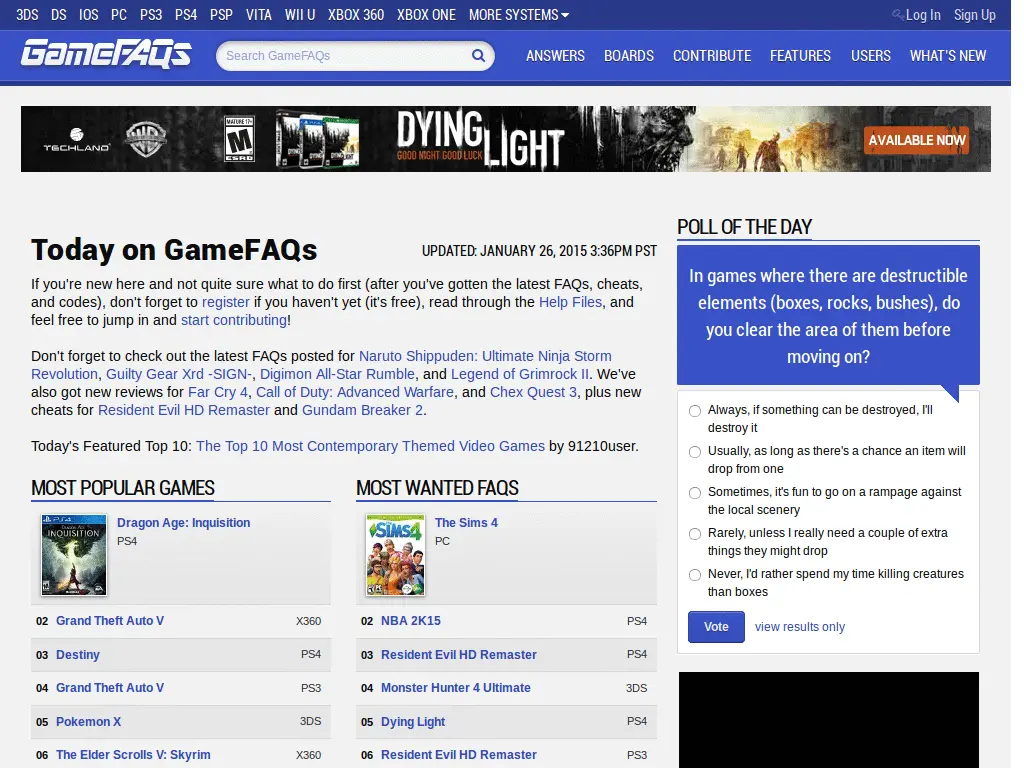 3DS DS IOS PC PS3 PS4 PSP VITA WII U XBOX 360 XBOX ONE MORE SYSTEMS Log In Sign Up
GameFAQs Search GameFAQs ANSWERS BOARDS CONTRIBUTE FEATURES USERS WHAT'S NEW
TECHLAND WB MATURE 17+ M ESRB DYING LIGHT GOOD NIGHT GOOD LUCK AVAILABLE NOW
Today on GameFAQs UPDATED: JANUARY 26, 2015 3:36PM PST
If you're new here and not quite sure what to do first (after you've gotten the latest FAQs, cheats,
and codes), don't forget to register if you haven't yet (it's free), read through the Help Files, and
feel free to jump in and start contributing!
Don't forget to check out the latest FAQs posted for Naruto Shippuden: Ultimate Ninja Storm
Revolution, Guilty Gear Xrd -SIGN-, Digimon All-Star Rumble, and Legend of Grimrock II. We've
also got new reviews for Far Cry 4, Call of Duty: Advanced Warfare, and Chex Quest 3, plus new
cheats for Resident Evil HD Remaster and Gundam Breaker 2.
Today's Featured Top 10: The Top 10 Most Contemporary Themed Video Games by 91210user.
MOST POPULAR GAMES
PS4
INQUISITION
Dragon Age: Inquisition
PS4
02 Grand Theft Auto V X360
03 Destiny PS4
04 Grand Theft Auto V PS3
05 Pokemon X 3DS
06 The Elder Scrolls V: Skyrim X360
MOST WANTED FAQS
SIMS 4
The Sims 4
PC
02 NBA 2K15 PS4
03 Resident Evil HD Remaster PS4
04 Monster Hunter 4 Ultimate 3DS
05 Dying Light PS4
06 Resident Evil HD Remaster PS3
POLL OF THE DAY
In games where there are destructible
elements (boxes, rocks, bushes), do
you clear the area of them before
moving on?
Always, if something can be destroyed, I'll
destroy it
Usually, as long as there's a chance an item will
drop from one
Sometimes, it's fun to go on a rampage against
the local scenery
Rarely, unless I really need a couple of extra
things they might drop
Never, I'd rather spend my time killing creatures
than boxes
Vote view results only